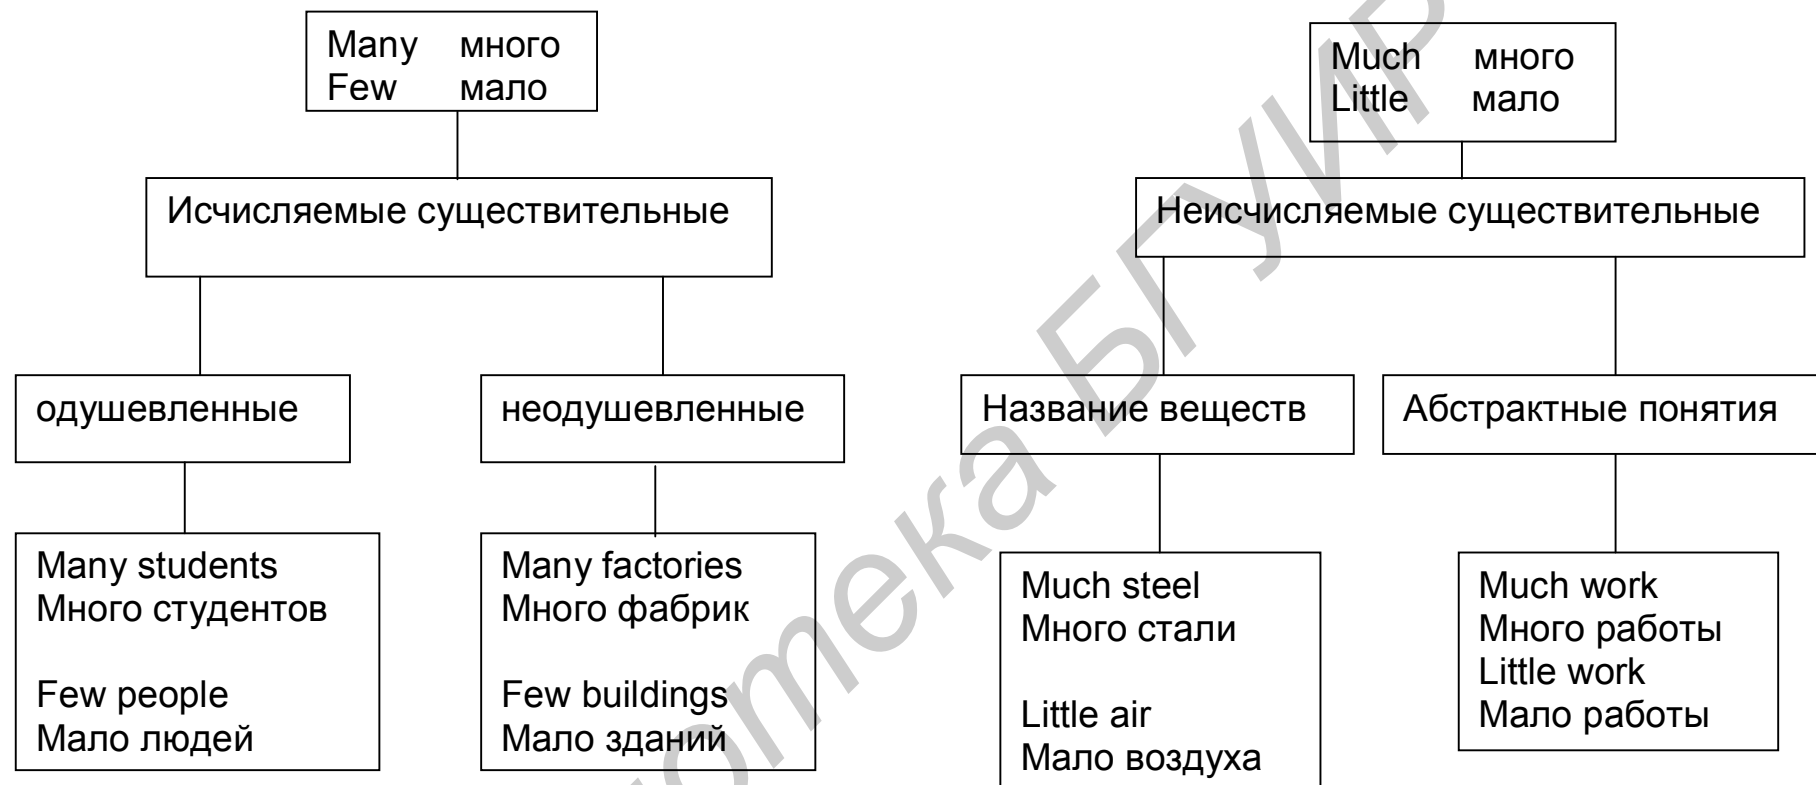 Many много
Few мало
Исчисляемые существительные
одушевленные
Many students
Много студентов
Few people
Мало людей
неодушевленные
Many factories
Много фабрик
Few buildings
Мало зданий
Much много
Little мало
Неисчисляемые существительные
Название веществ
Much steel
Много стали
Little air
Мало воздуха
Абстрактные понятия
Much work
Много работы
Little work
Мало работы
отека БГУИР